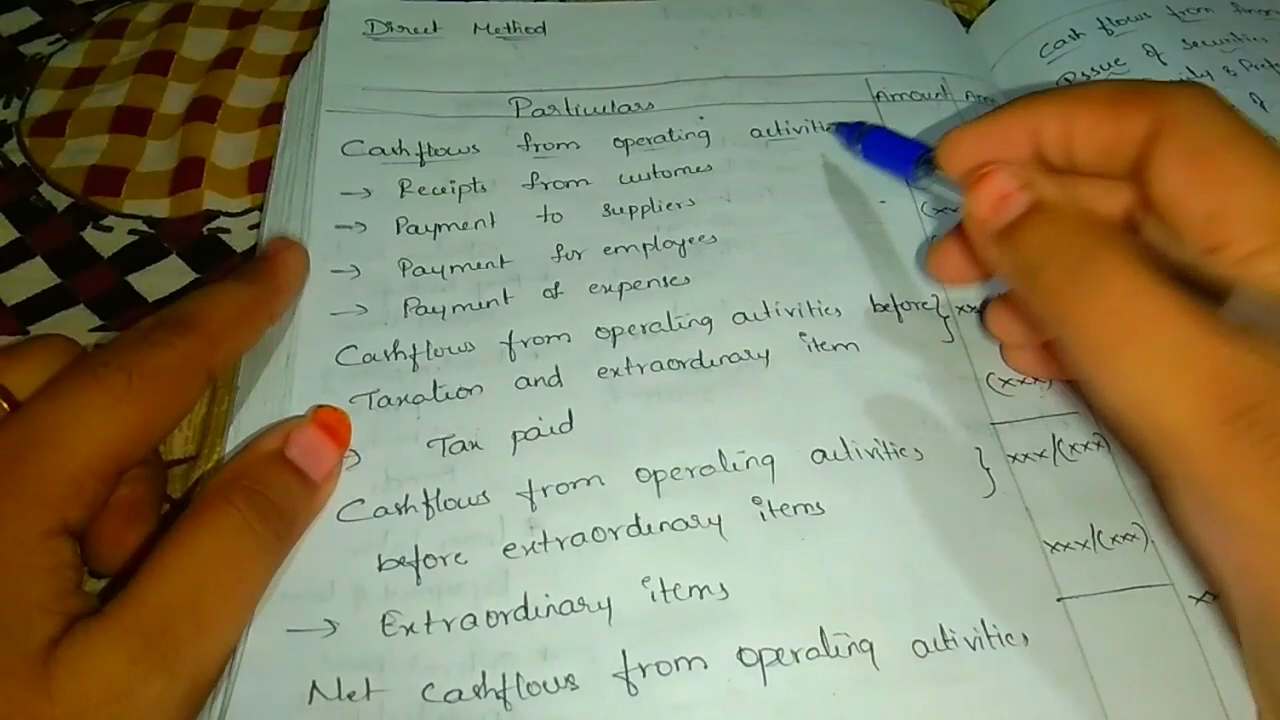 Direct Method
Particulars Amount
Cashflows from operating activities
→ Receipts from customes
→ Payment to suppliers
→ Payment for employees
→ Payment of expenses
Cashflows from operating activities before }
Taxation and extraordinary item
→ Tax paid
(xxx)
Cashflows from operating activities } xxx/(xxx)
before extraordinary items
→ Extraordinary items xxx/(xxx)
Net cashflows from operating activities
Cash flows from
Issue of securities